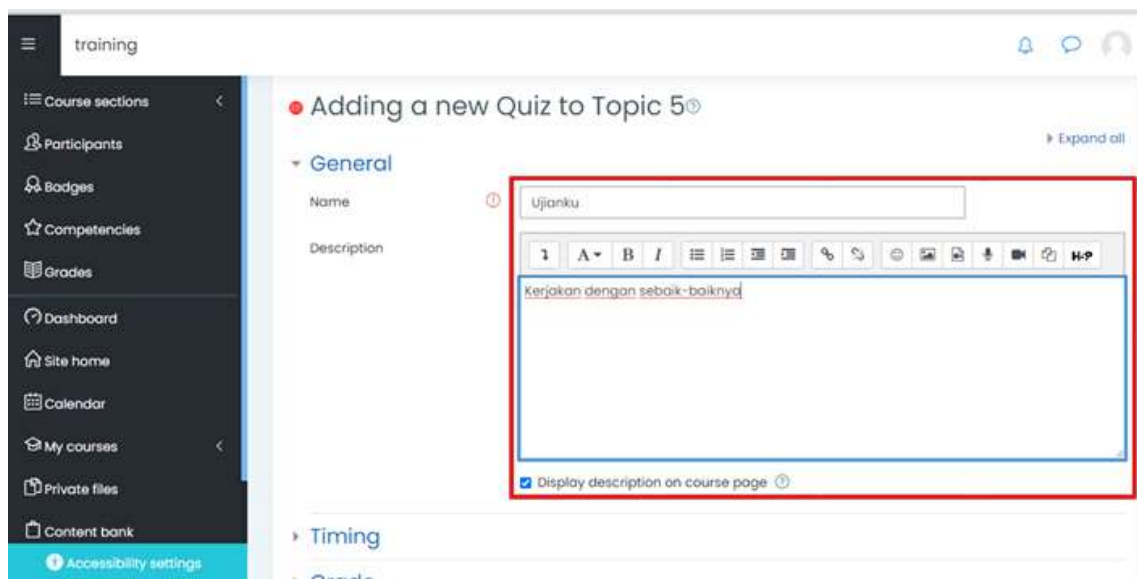 training
Course sections
Participants
Badges
Competencies
Grades
Dashboard
Site home
Calendar
My courses
Private files
Content bank
Accessibility settings
Adding a new Quiz to Topic 5
Expand all
General
Name
Ujianku
Description
A B I H-P
Kerjakan dengan sebaik-baiknya
Display description on course page
Timing
Grade